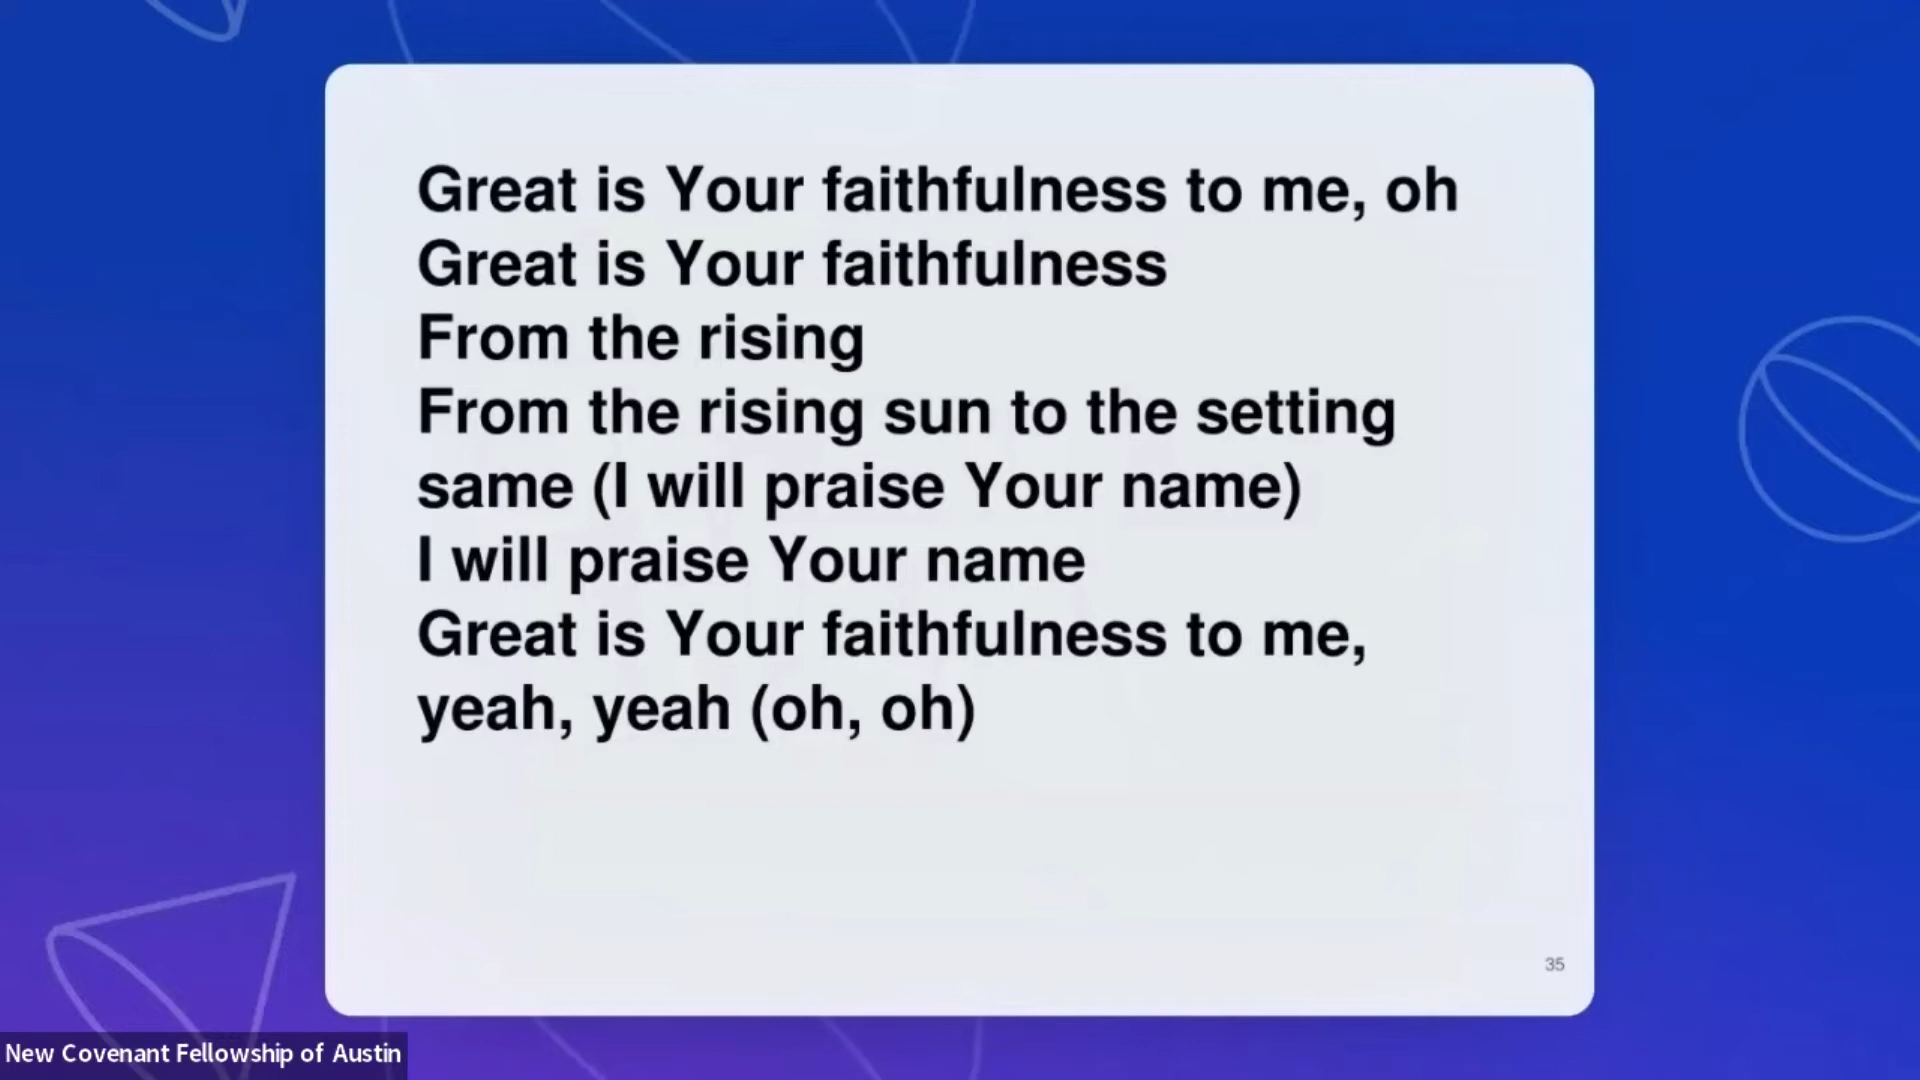 Great is Your faithfulness to me, oh
Great is Your faithfulness
From the rising
From the rising sun to the setting
same (I will praise Your name)
I will praise Your name
Great is Your faithfulness to me,
yeah, yeah (oh, oh)
35
New Covenant Fellowship of Austin